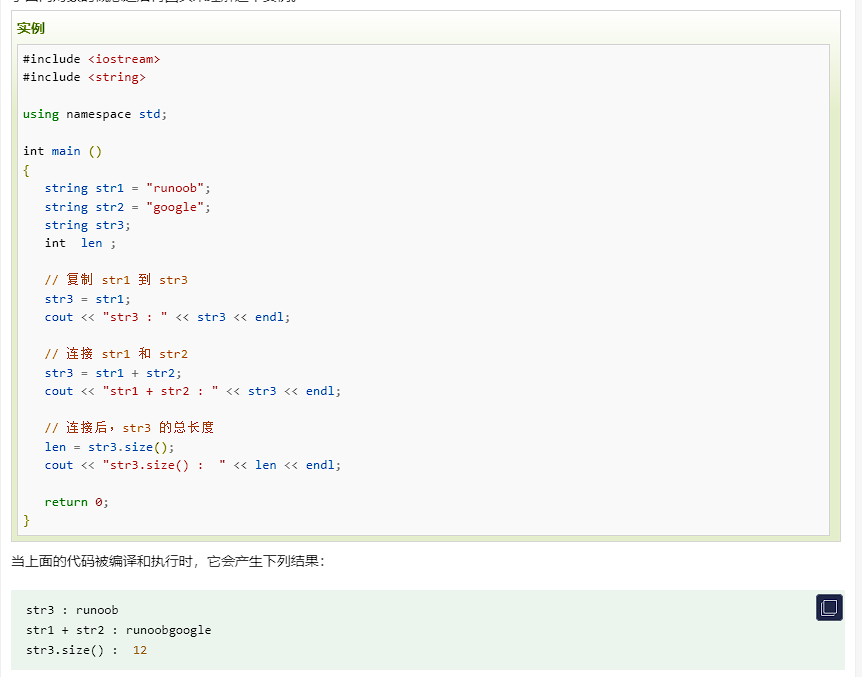 实例
#include <iostream>
#include <string>
using namespace std;
int main ()
{
string str1 = "runoob";
string str2 = "google";
string str3;
int  len ;
// 复制 str1 到 str3
str3 = str1;
cout << "str3 : " << str3 << endl;
// 连接 str1 和 str2
str3 = str1 + str2;
cout << "str1 + str2 : " << str3 << endl;
// 连接后，str3 的总长度
len = str3.size();
cout << "str3.size() :  " << len << endl;
return 0;
}
当上面的代码被编译和执行时，它会产生下列结果：
str3 : runoob
str1 + str2 : runoobgoogle
str3.size() :  12